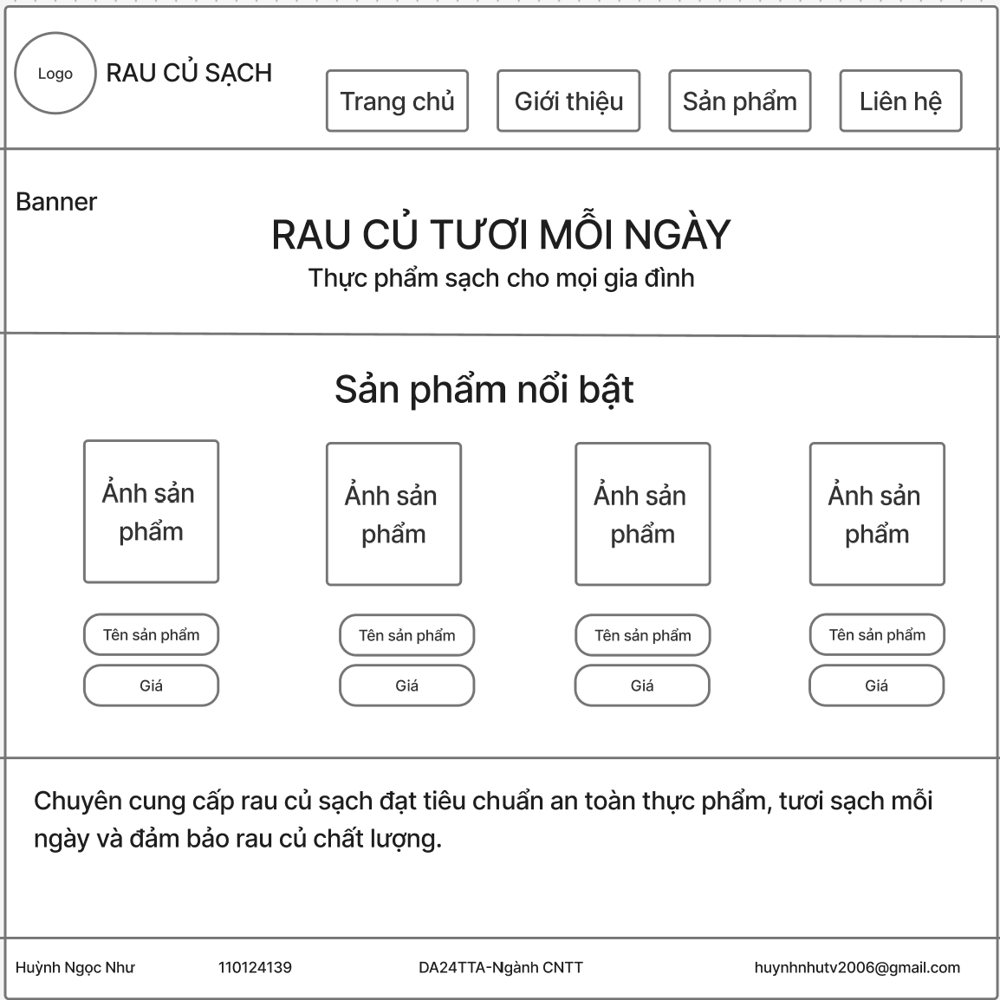 Logo
RAU CỦ SẠCH
Trang chủ
Giới thiệu
Sản phẩm
Liên hệ
Banner
RAU CỦ TƯƠI MỖI NGÀY
Thực phẩm sạch cho mọi gia đình
Sản phẩm nổi bật
Ảnh sản
phẩm
Ảnh sản
phẩm
Ảnh sản
phẩm
Ảnh sản
phẩm
Tên sản phẩm
Tên sản phẩm
Tên sản phẩm
Tên sản phẩm
Giá
Giá
Giá
Giá
Chuyên cung cấp rau củ sạch đạt tiêu chuẩn an toàn thực phẩm, tươi sạch mỗi
ngày và đảm bảo rau củ chất lượng.
Huỳnh Ngọc Như
110124139
DA24TTA-Ngành CNTT
huynhnhutv2006@gmail.com